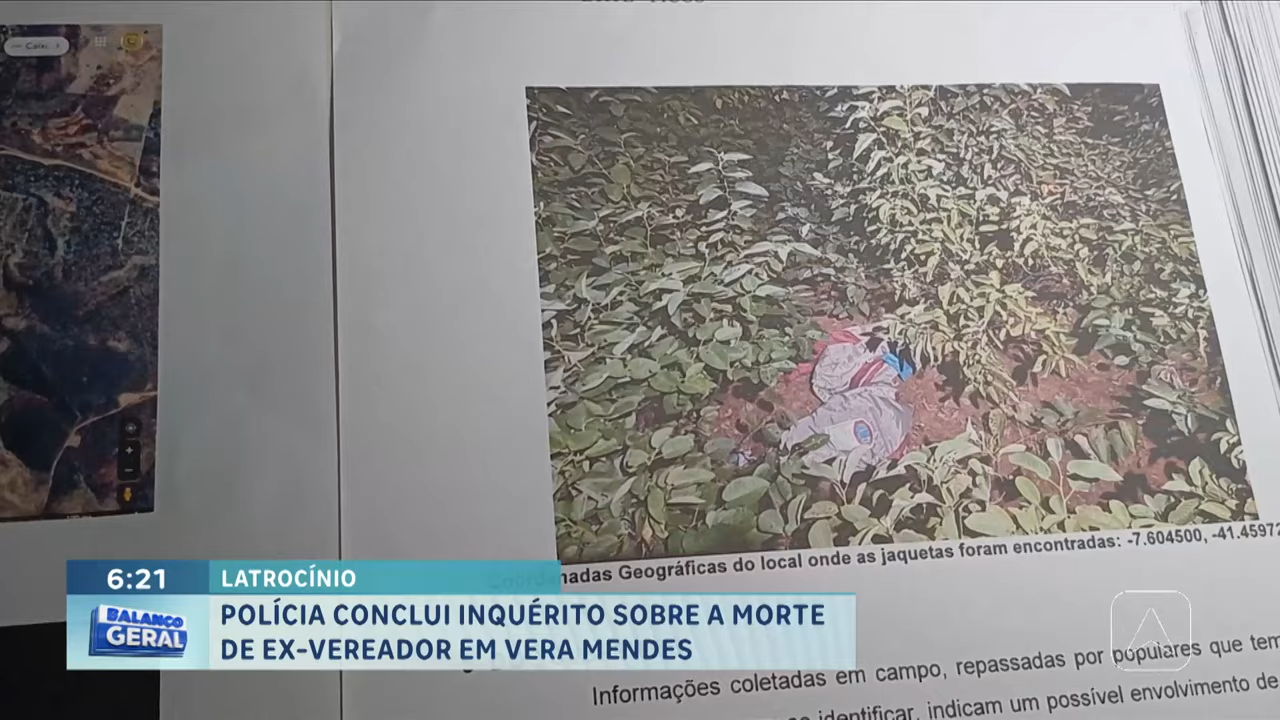 Coordenadas Geográficas do local onde as jaquetas foram encontradas: -7.604500, -41.45972
6:21
LATROCÍNIO
BALANÇO
GERAL
POLÍCIA CONCLUI INQUÉRITO SOBRE A MORTE
DE EX-VEREADOR EM VERA MENDES
Informações coletadas em campo, repassadas por populares que tem
identificar, indicam um possível envolvimento de